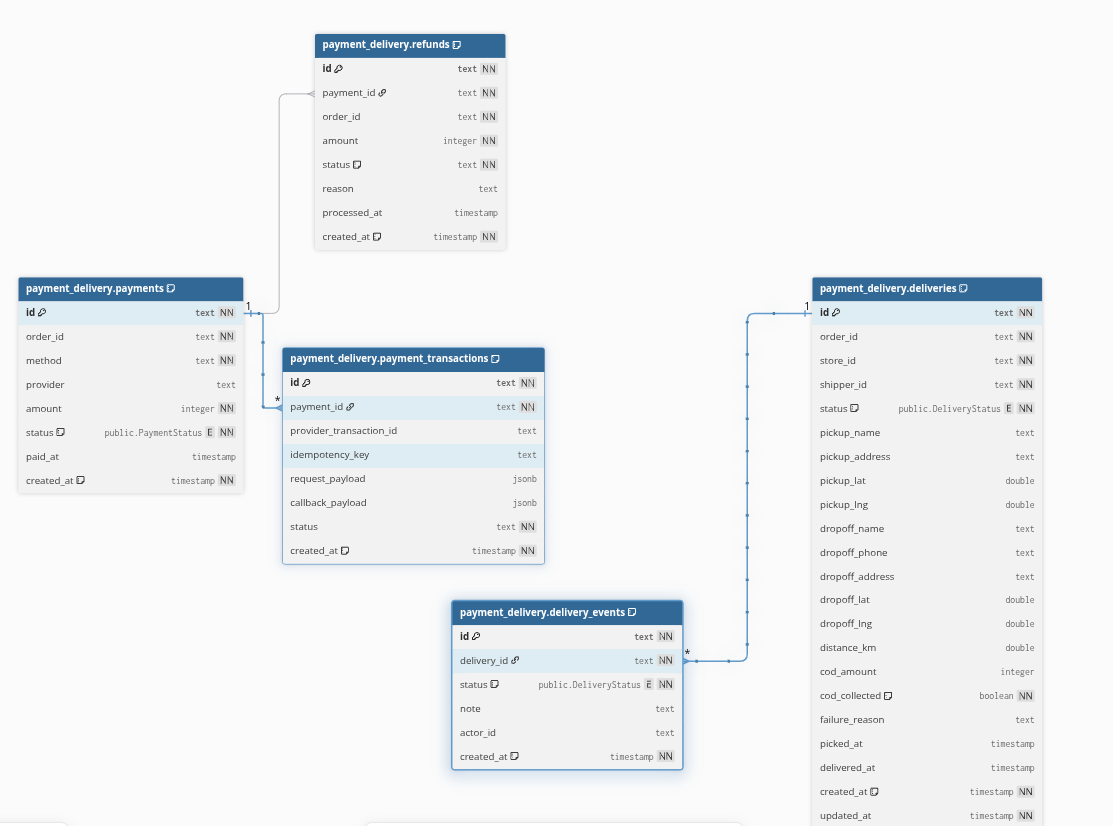 payment_delivery.refunds
id text NN
payment_id text NN
order_id text NN
amount integer NN
status text NN
reason text
processed_at timestamp
created_at timestamp NN
payment_delivery.payments
id text NN
order_id text NN
method text NN
provider text
amount integer NN
status public.PaymentStatus E NN
paid_at timestamp
created_at timestamp NN
1
*
payment_delivery.payment_transactions
id text NN
payment_id text NN
provider_transaction_id text
idempotency_key text
request_payload jsonb
callback_payload jsonb
status text NN
created_at timestamp NN
payment_delivery.delivery_events
id text NN
delivery_id text NN
status public.DeliveryStatus E NN
note text
actor_id text
created_at timestamp NN
*
1
payment_delivery.deliveries
id text NN
order_id text NN
store_id text NN
shipper_id text NN
status public.DeliveryStatus E NN
pickup_name text
pickup_address text
pickup_lat double
pickup_lng double
dropoff_name text
dropoff_phone text
dropoff_address text
dropoff_lat double
dropoff_lng double
distance_km double
cod_amount integer
cod_collected boolean NN
failure_reason text
picked_at timestamp
delivered_at timestamp
created_at timestamp NN
updated_at timestamp NN